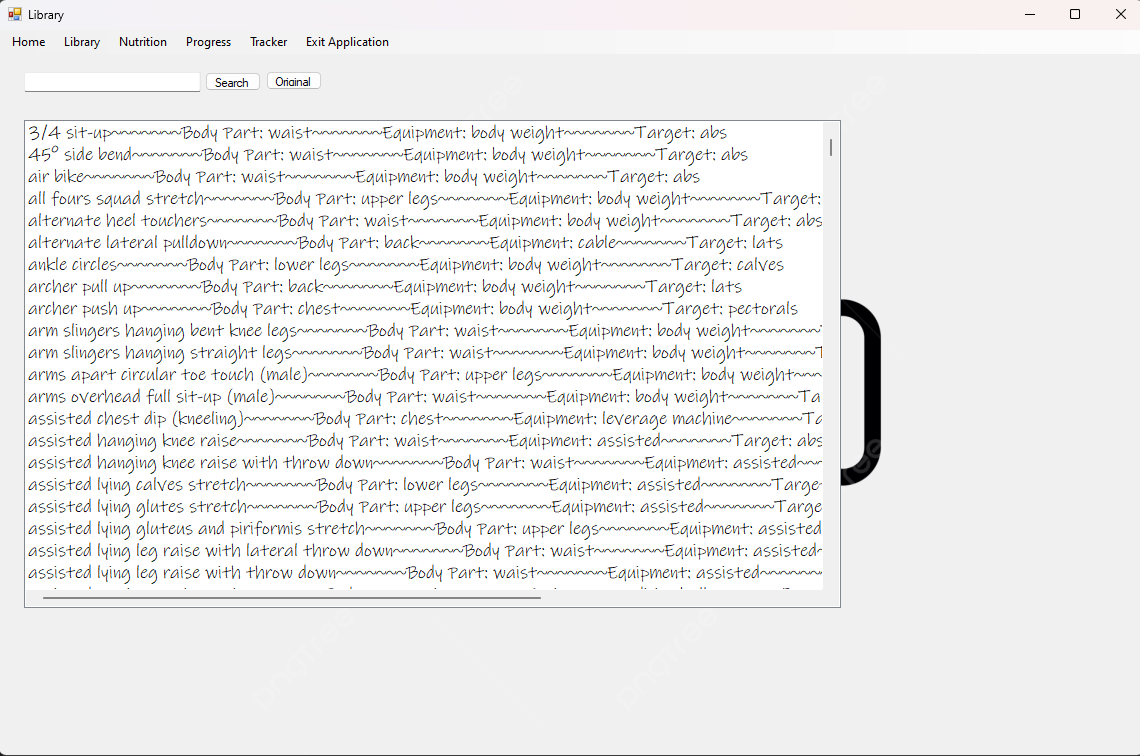 Library
Home Library Nutrition Progress Tracker Exit Application
Search Original
3/4 sit-up~~~~~~~Body Part: waist~~~~~~~Equipment: body weight~~~~~~~Target: abs
45° side bend~~~~~~~Body Part: waist~~~~~~~Equipment: body weight~~~~~~~Target: abs
air bike~~~~~~~Body Part: waist~~~~~~~Equipment: body weight~~~~~~~Target: abs
all fours squad stretch~~~~~~~Body Part: upper legs~~~~~~~Equipment: body weight~~~~~~~Target:
alternate heel touchers~~~~~~~Body Part: waist~~~~~~~Equipment: body weight~~~~~~~Target: abs
alternate lateral pulldown~~~~~~~Body Part: back~~~~~~~Equipment: cable~~~~~~~Target: lats
ankle circles~~~~~~~Body Part: lower legs~~~~~~~Equipment: body weight~~~~~~~Target: calves
archer pull up~~~~~~~Body Part: back~~~~~~~Equipment: body weight~~~~~~~Target: lats
archer push up~~~~~~~Body Part: chest~~~~~~~Equipment: body weight~~~~~~~Target: pectorals
arm slingers hanging bent knee legs~~~~~~~Body Part: waist~~~~~~~Equipment: body weight~~~~~~~
arm slingers hanging straight legs~~~~~~~Body Part: waist~~~~~~~Equipment: body weight~~~~~~~T
arms apart circular toe touch (male)~~~~~~~Body Part: upper legs~~~~~~~Equipment: body weight~~~
arms overhead full sit-up (male)~~~~~~~Body Part: waist~~~~~~~Equipment: body weight~~~~~~~Ta
assisted chest dip (kneeling)~~~~~~~Body Part: chest~~~~~~~Equipment: leverage machine~~~~~~~Ta
assisted hanging knee raise~~~~~~~Body Part: waist~~~~~~~Equipment: assisted~~~~~~~Target: abs
assisted hanging knee raise with throw down~~~~~~~Body Part: waist~~~~~~~Equipment: assisted~~~
assisted lying calves stretch~~~~~~~Body Part: lower legs~~~~~~~Equipment: assisted~~~~~~~Targe
assisted lying glutes stretch~~~~~~~Body Part: upper legs~~~~~~~Equipment: assisted~~~~~~~Targe
assisted lying gluteus and piriformis stretch~~~~~~~Body Part: upper legs~~~~~~~Equipment: assisted
assisted lying leg raise with lateral throw down~~~~~~~Body Part: waist~~~~~~~Equipment: assisted~
assisted lying leg raise with throw down~~~~~~~Body Part: waist~~~~~~~Equipment: assisted~~~~~~